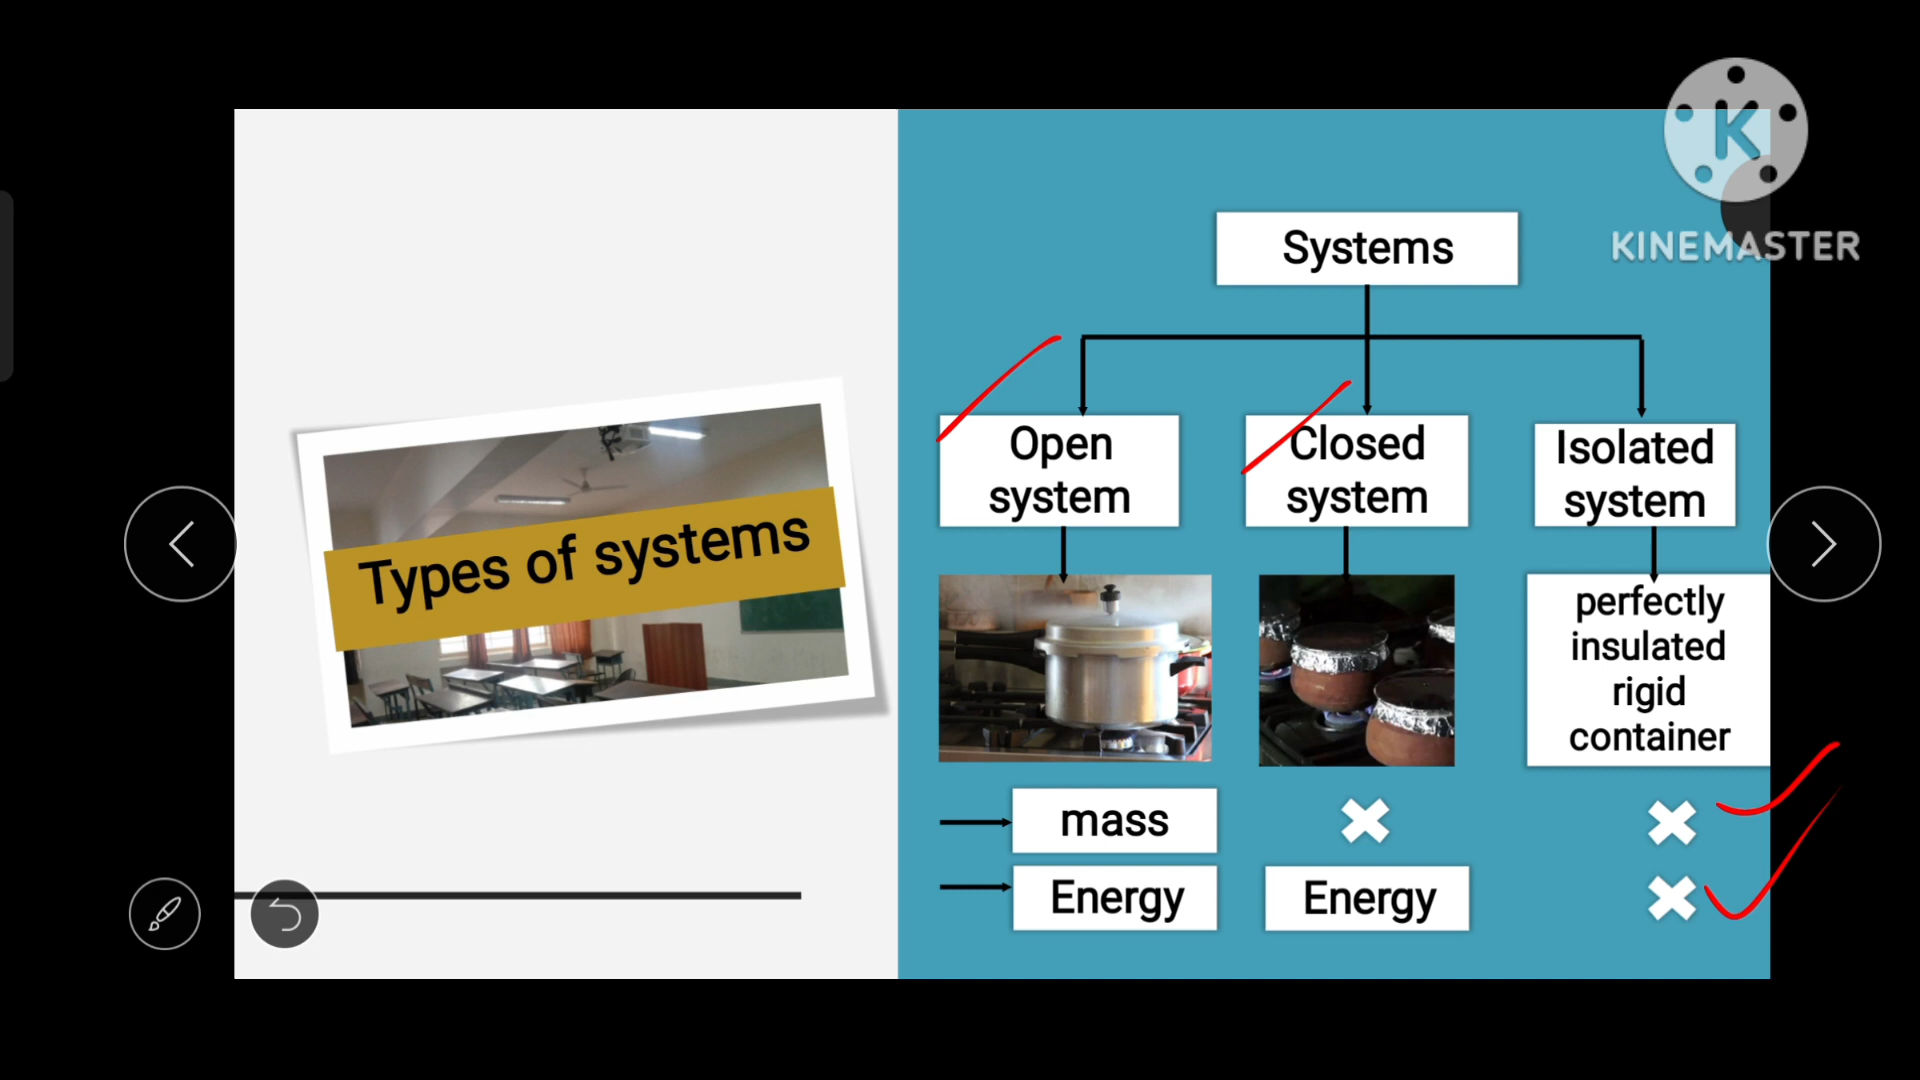 K
KINEMASTER
Types of systems
Systems
Open
system
Closed
system
Isolated
system
perfectly
insulated
rigid
container
mass
Energy
Energy